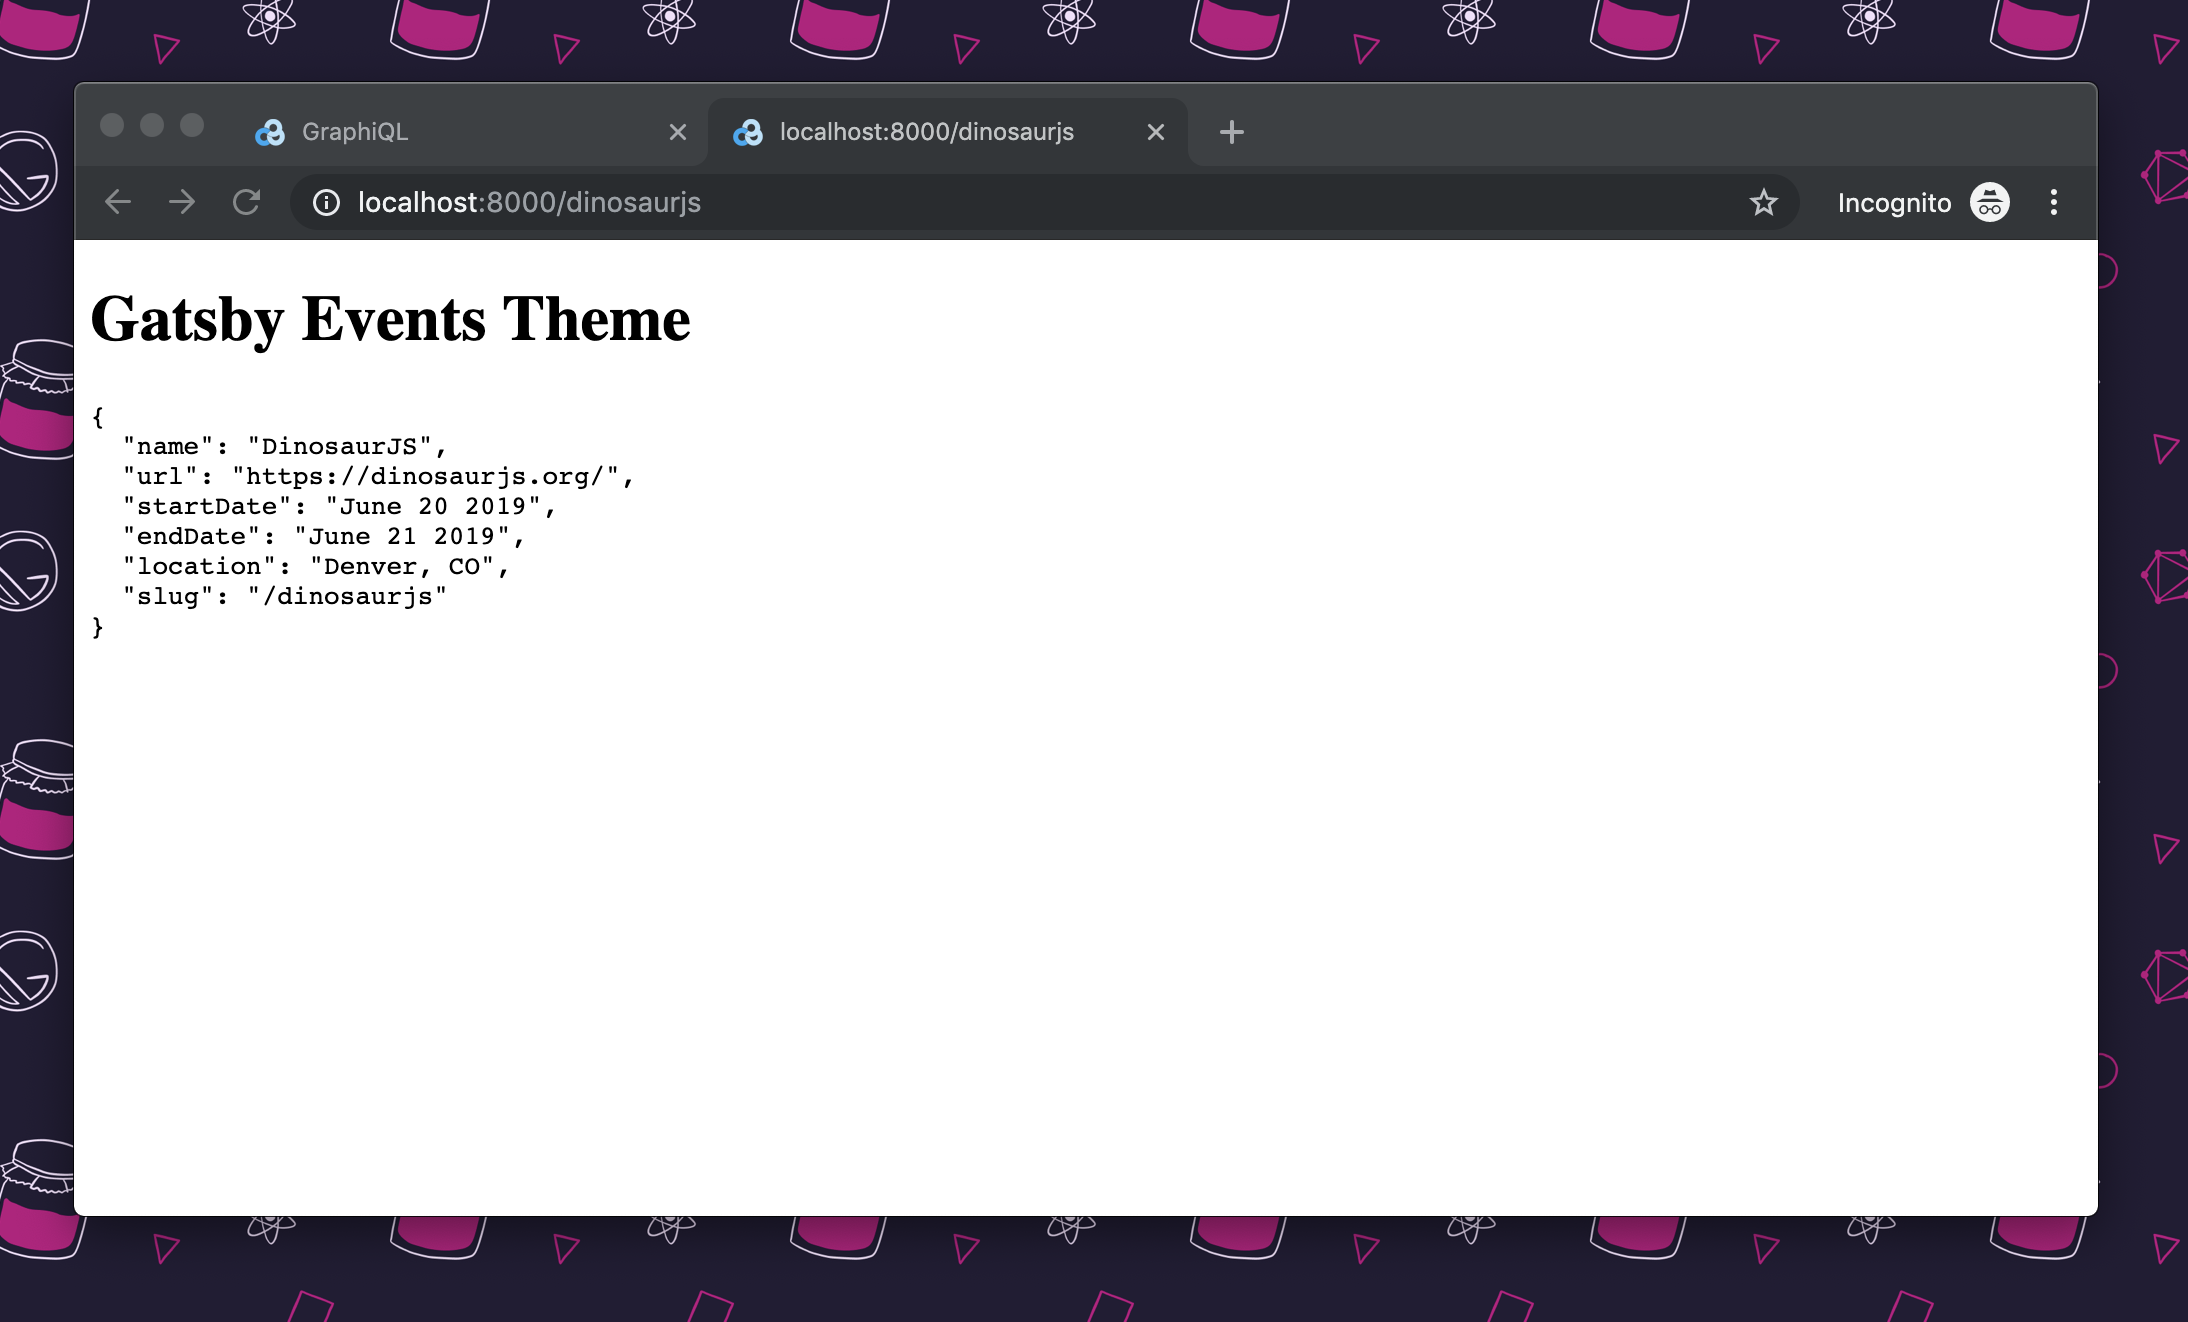 GraphiQL
localhost:8000/dinosaurjs
localhost:8000/dinosaurjs
Incognito
Gatsby Events Theme
{
  "name": "DinosaurJS",
  "url": "https://dinosaurjs.org/",
  "startDate": "June 20 2019",
  "endDate": "June 21 2019",
  "location": "Denver, CO",
  "slug": "/dinosaurjs"
}